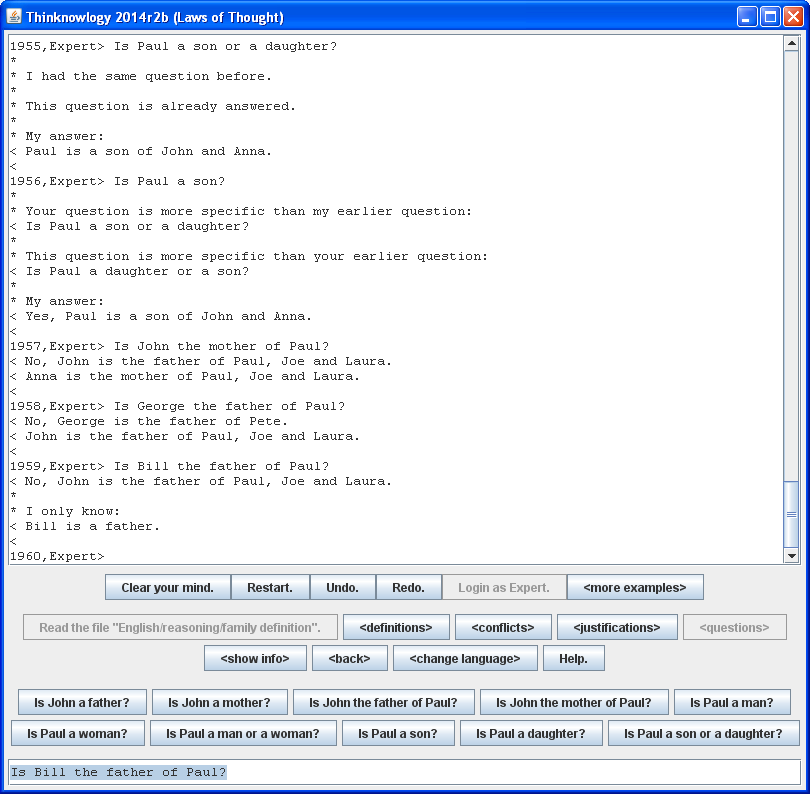 Thinknowlogy 2014r2b (Laws of Thought)
1955,Expert> Is Paul a son or a daughter?
*
* I had the same question before.
*
* This question is already answered.
*
* My answer:
< Paul is a son of John and Anna.
<
1956,Expert> Is Paul a son?
*
* Your question is more specific than my earlier question:
< Is Paul a son or a daughter?
*
* This question is more specific than your earlier question:
< Is Paul a daughter or a son?
*
* My answer:
< Yes, Paul is a son of John and Anna.
<
1957,Expert> Is John the mother of Paul?
< No, John is the father of Paul, Joe and Laura.
< Anna is the mother of Paul, Joe and Laura.
<
1958,Expert> Is George the father of Paul?
< No, George is the father of Pete.
< John is the father of Paul, Joe and Laura.
<
1959,Expert> Is Bill the father of Paul?
< No, John is the father of Paul, Joe and Laura.
*
* I only know:
< Bill is a father.
<
1960,Expert>
Clear your mind. Restart. Undo. Redo. Login as Expert. <more examples>
Read the file "English/reasoning/family definition". <definitions> <conflicts> <justifications> <questions>
<show info> <back> <change language> Help.
Is John a father? Is John a mother? Is John the father of Paul? Is John the mother of Paul? Is Paul a man?
Is Paul a woman? Is Paul a man or a woman? Is Paul a son? Is Paul a daughter? Is Paul a son or a daughter?
Is Bill the father of Paul?